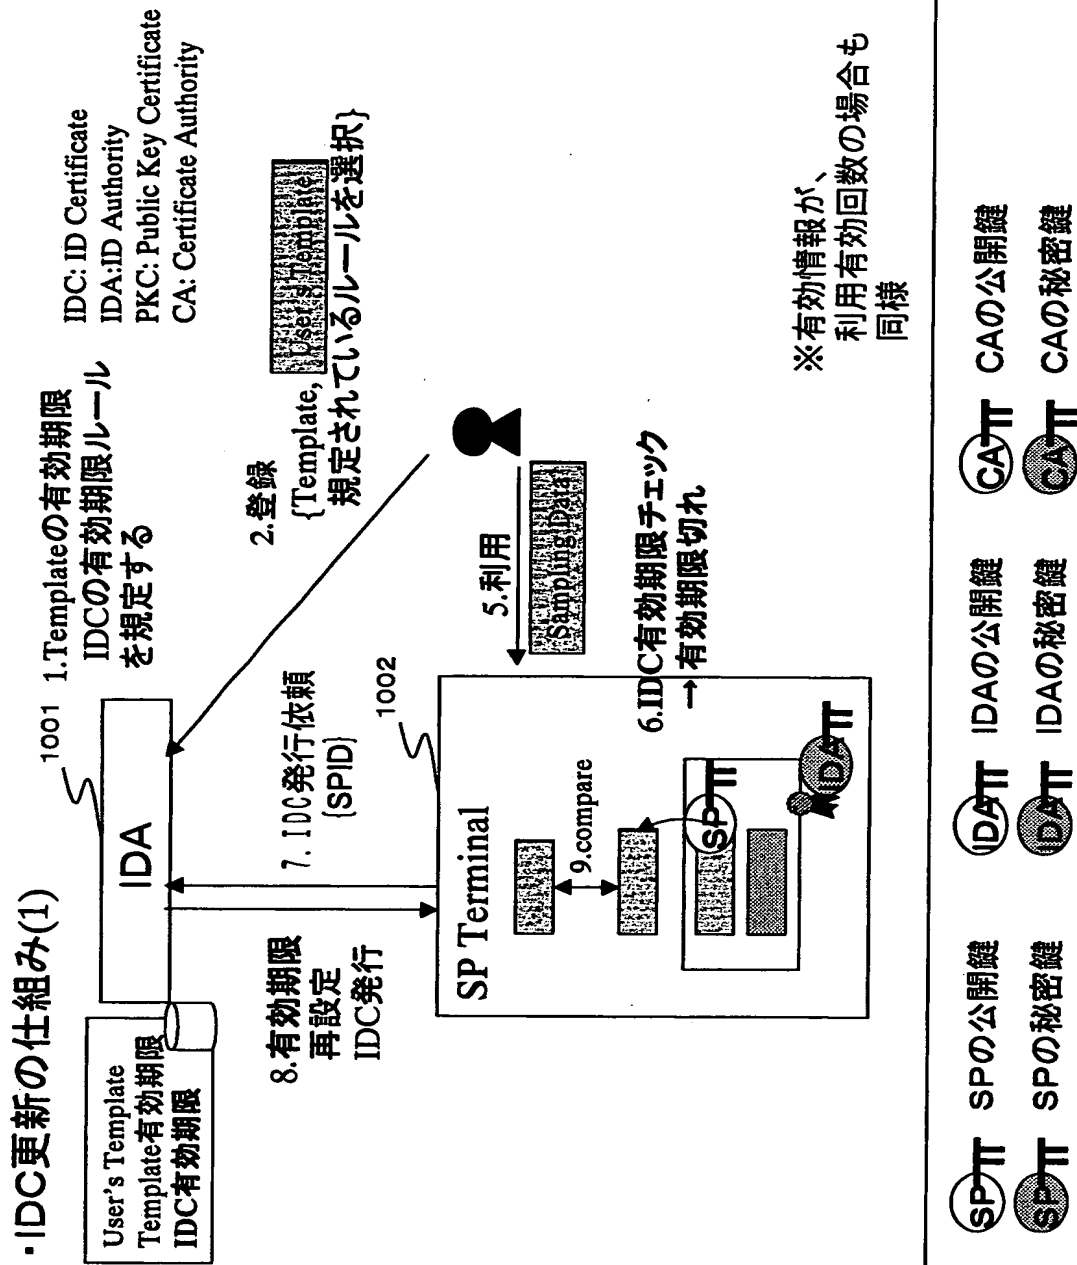 ・IDC更新の仕組み(1)
IDC: ID Certificate
IDA:ID Authority
PKC: Public Key Certificate
CA: Certificate Authority
1001
1.Templateの有効期限
IDCの有効期限ルール
を規定する
IDA
User's Template
Template有効期限
IDC有効期限
2.登録
{Template,
User's Template
規定されているルールを選択}
7.IDC発行依頼
{SPID}
8.有効期限
再設定
IDC発行
1002
5.利用
Sampling Data
SP Terminal
9.compare
6.IDC有効期限チェック
→有効期限切れ
SP
IDA
※有効情報が、
利用有効回数の場合も
同様
SP SPの公開鍵
IDA IDAの公開鍵
CA CAの公開鍵
SP SPの秘密鍵
IDA IDAの秘密鍵
CA CAの秘密鍵